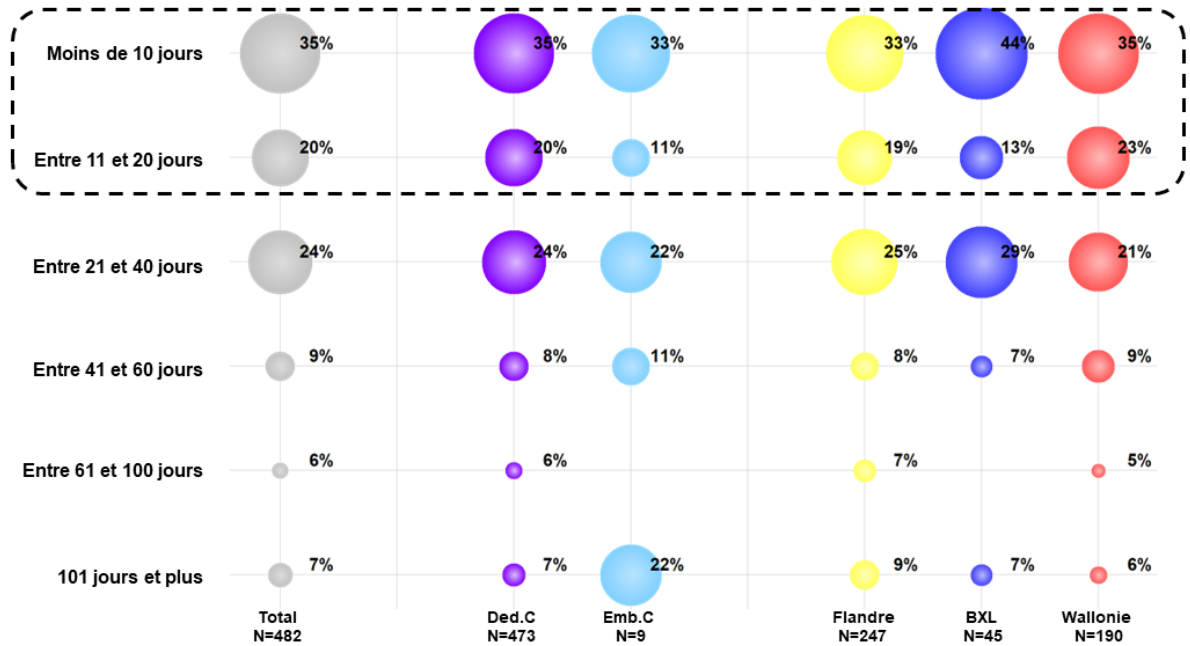 Moins de 10 jours 35% 35% 33% 33% 44% 35%
Entre 11 et 20 jours 20% 20% 11% 19% 13% 23%
Entre 21 et 40 jours 24% 24% 22% 25% 29% 21%
Entre 41 et 60 jours 9% 8% 11% 8% 7% 9%
Entre 61 et 100 jours 6% 6% 7% 5%
101 jours et plus 7% 7% 22% 9% 7% 6%
Total Ded.C Emb.C Flandre BXL Wallonie
N=482 N=473 N=9 N=247 N=45 N=190